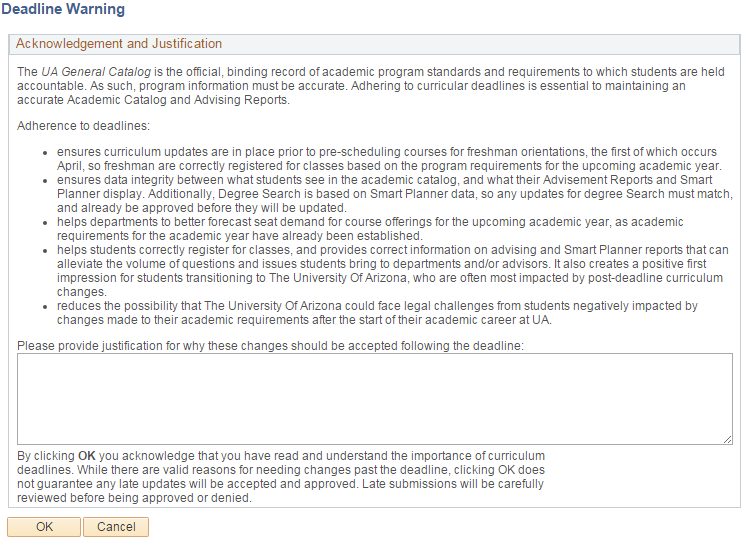 Deadline Warning
Acknowledgement and Justification
The UA General Catalog is the official, binding record of academic program standards and requirements to which students are held
accountable. As such, program information must be accurate. Adhering to curricular deadlines is essential to maintaining an
accurate Academic Catalog and Advising Reports.
Adherence to deadlines:
• ensures curriculum updates are in place prior to pre-scheduling courses for freshman orientations, the first of which occurs
April, so freshman are correctly registered for classes based on the program requirements for the upcoming academic year.
• ensures data integrity between what students see in the academic catalog, and what their Advisement Reports and Smart
Planner display. Additionally, Degree Search is based on Smart Planner data, so any updates for degree Search must match,
and already be approved before they will be updated.
• helps departments to better forecast seat demand for course offerings for the upcoming academic year, as academic
requirements for the academic year have already been established.
• helps students correctly register for classes, and provides correct information on advising and Smart Planner reports that can
alleviate the volume of questions and issues students bring to departments and/or advisors. It also creates a positive first
impression for students transitioning to The University Of Arizona, who are often most impacted by post-deadline curriculum
changes.
• reduces the possibility that The University Of Arizona could face legal challenges from students negatively impacted by
changes made to their academic requirements after the start of their academic career at UA.
Please provide justification for why these changes should be accepted following the deadline:
By clicking OK you acknowledge that you have read and understand the importance of curriculum
deadlines. While there are valid reasons for needing changes past the deadline, clicking OK does
not guarantee any late updates will be accepted and approved. Late submissions will be carefully
reviewed before being approved or denied.
OK Cancel